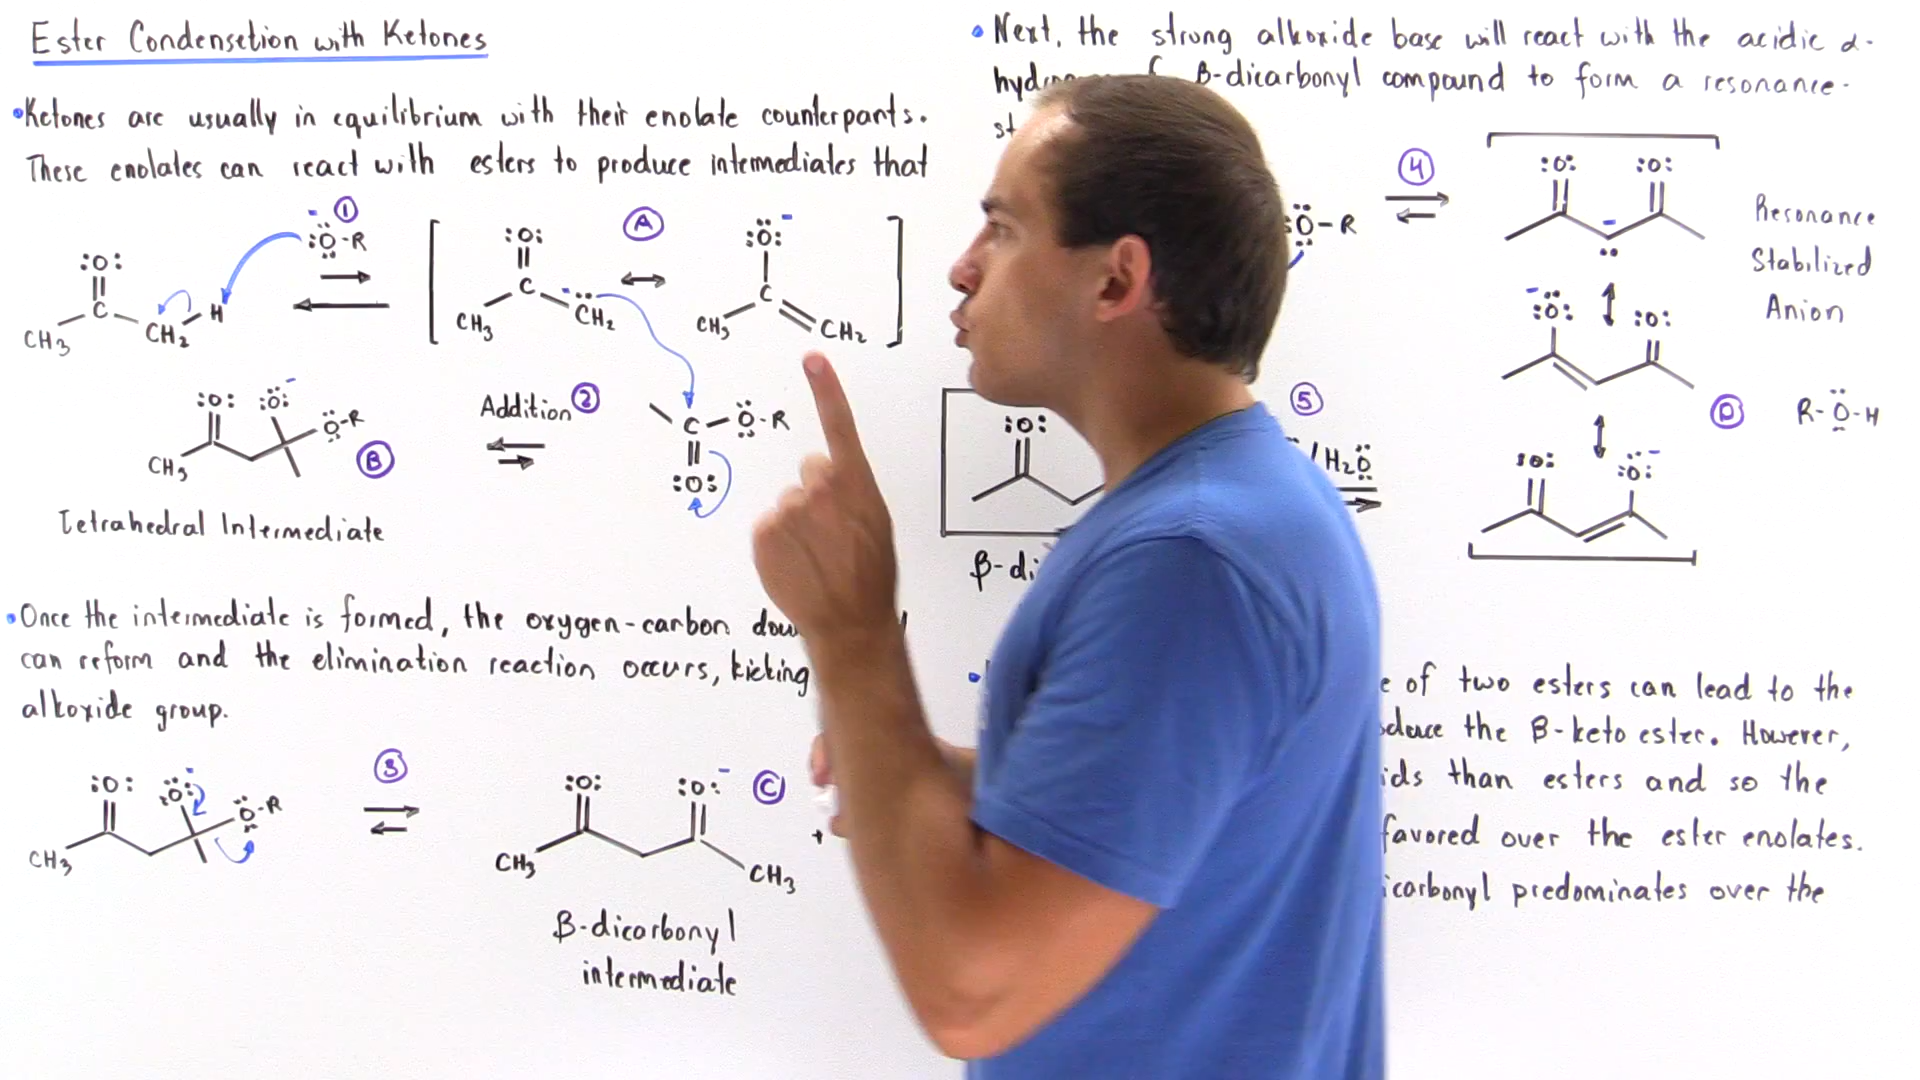 Ester Condensetion with Ketones
•Ketones are usually in equilibrium with their enolate counterparts.
These enolates can react with esters to produce intermediates that
:O:
C
CH3
CH2
H
- 1
:O-R
:O:
C
CH3
CH2
A
:O: -
C
CH3
CH2
:O: :O: -
O-R
CH3
B
Addition 2
C - O-R
:O:
Tetrahedral Intermediate
•Once the intermediate is formed, the oxygen-carbon
can reform and the elimination reaction occurs, kicking
alkoxide group.
:O: :O: -
O-R
CH3
3
:O: :O: - C
CH3
CH3
+
β-dicarbonyl
intermediate
•Next, the strong alkoxide base will react with the acidic α-
β-dicarbonyl compound to form a resonance-
O-R
4
:O: :O:
-
- :O: :O:
:O: :O: -
Resonance
Stabilized
Anion
D
R-O-H
:O:
5
/H2O
of two esters can lead to the
the β-keto ester. However,
than esters and so the
favored over the ester enolates.
predominates over the